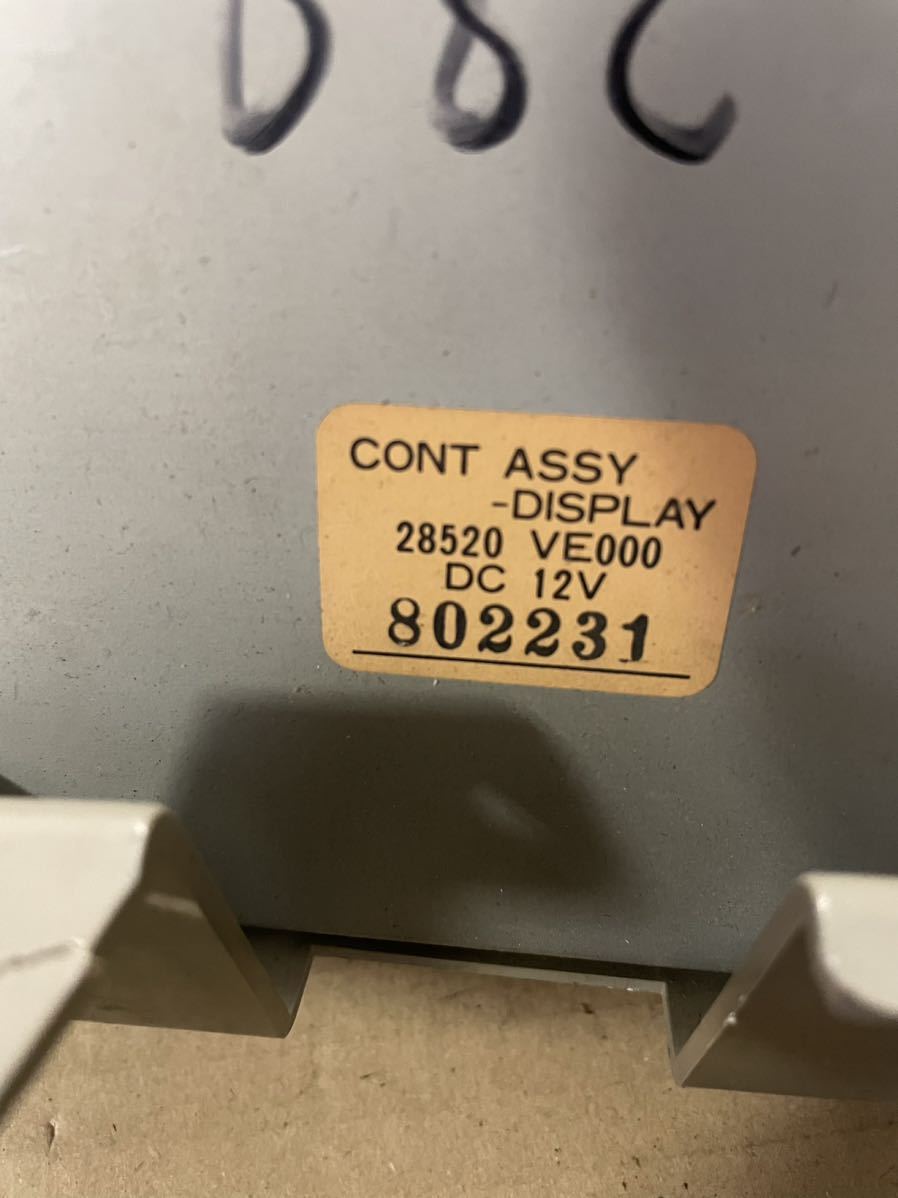 CONT ASSY
-DISPLAY
28520 VE000
DC 12V
802231